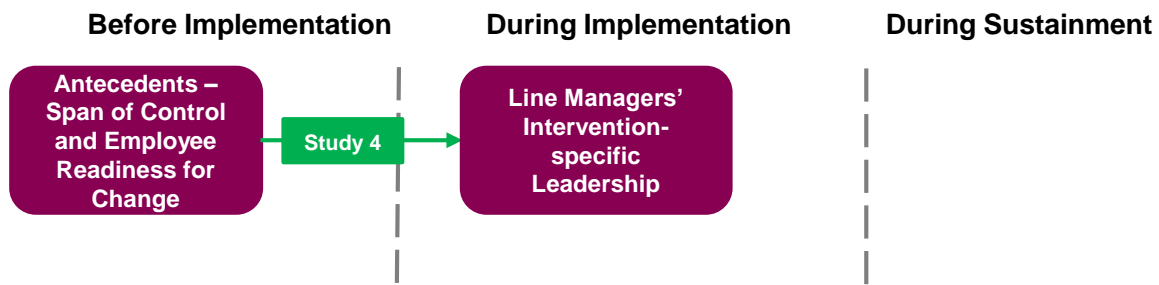 Before Implementation
During Implementation
During Sustainment
Antecedents –
Span of Control
and Employee
Readiness for
Change
Study 4
Line Managers’
Intervention-
specific
Leadership